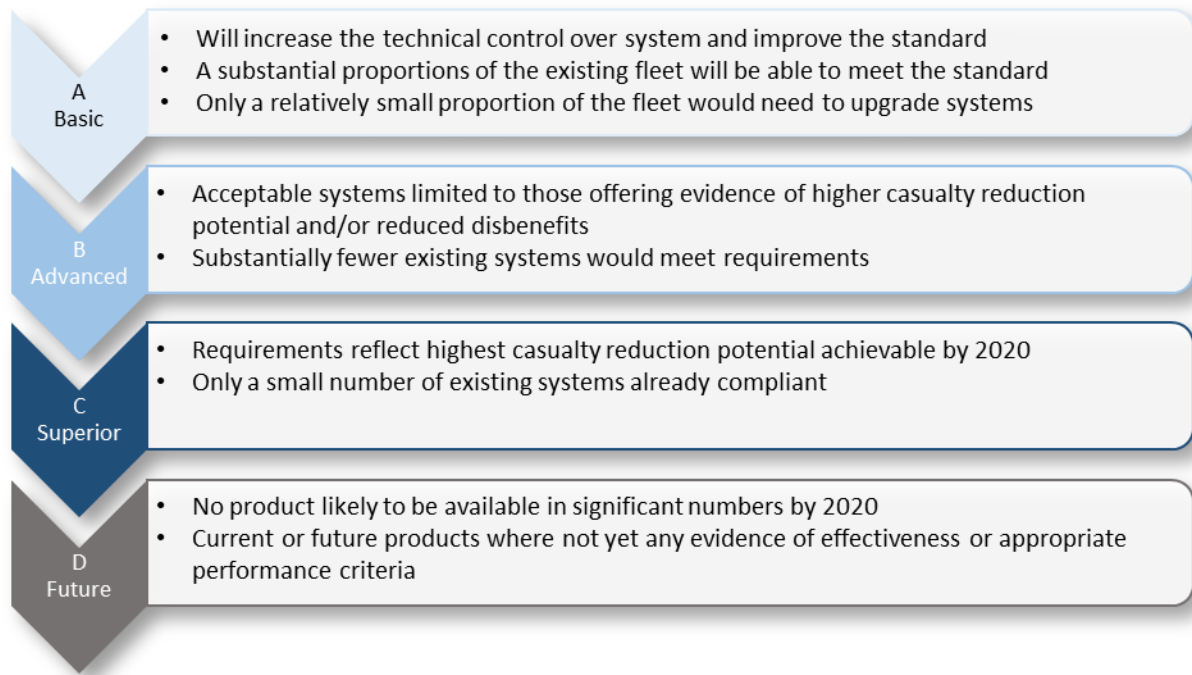 A
Basic
• Will increase the technical control over system and improve the standard
• A substantial proportions of the existing fleet will be able to meet the standard
• Only a relatively small proportion of the fleet would need to upgrade systems
B
Advanced
• Acceptable systems limited to those offering evidence of higher casualty reduction
potential and/or reduced disbenefits
• Substantially fewer existing systems would meet requirements
C
Superior
• Requirements reflect highest casualty reduction potential achievable by 2020
• Only a small number of existing systems already compliant
D
Future
• No product likely to be available in significant numbers by 2020
• Current or future products where not yet any evidence of effectiveness or appropriate
performance criteria